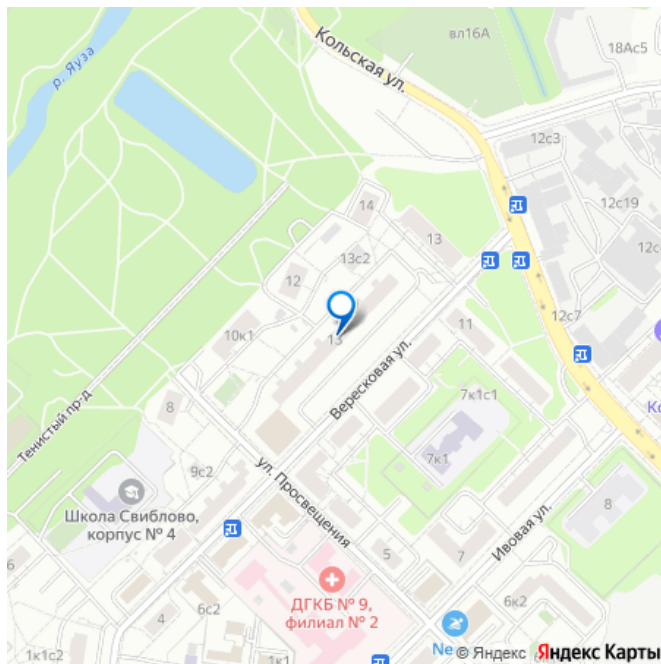 Кольская ул.
вл16А
18Ас5
р. Яуза
12с3
14
12с19
13
13с2
12с
12
12с7
13
10к1
11
Вересковая ул.
7к1с1
Ко
Тенистый пр-д
8
7к1
9с2
ул. Просвещения
Школа Свиблово,
корпус № 4
8
Ивовая ул.
5
7
ДГКБ № 9,
филиал № 2
6к2
4
6с2
Ne
1к1с2
1к1
© Яндекс Яндекс Карты